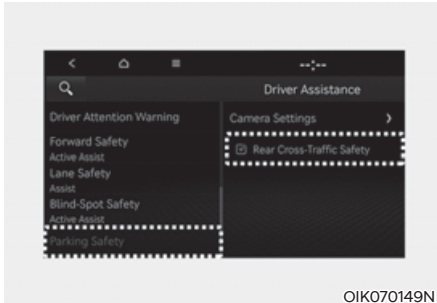 --:--
Driver Assistance
Driver Attention Warning
Forward Safety
Active Assist
Lane Safety
Assist
Blind-Spot Safety
Active Assist
Parking Safety
Camera Settings
Rear Cross-Traffic Safety
OIK070149N